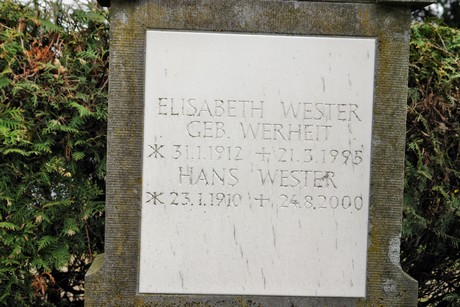 ELISABETH WESTER
GEB. WERHEIT
* 31.1.1912 + 21.3.1995
HANS WESTER
* 23.1.1910 + 24.8.2000